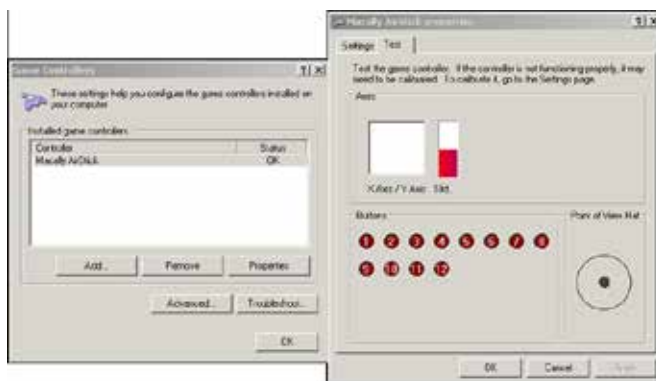 Game Controllers
These settings help you configure the game controllers installed on
your computer.
Installed game controllers
Controller Status
Macally AirStick OK
Add... Remove Properties
Advanced... Troubleshoot...
OK
Macally AirStick properties
Settings Test
Test the game controller. If the controller is not functioning properly, it may
need to be calibrated. To calibrate it, go to the Settings page.
Axes
X Axis / Y Axis
Buttons
Point of View Hat
1 2 3 4 5 6 7 8
9 10 11 12
OK Cancel Apply